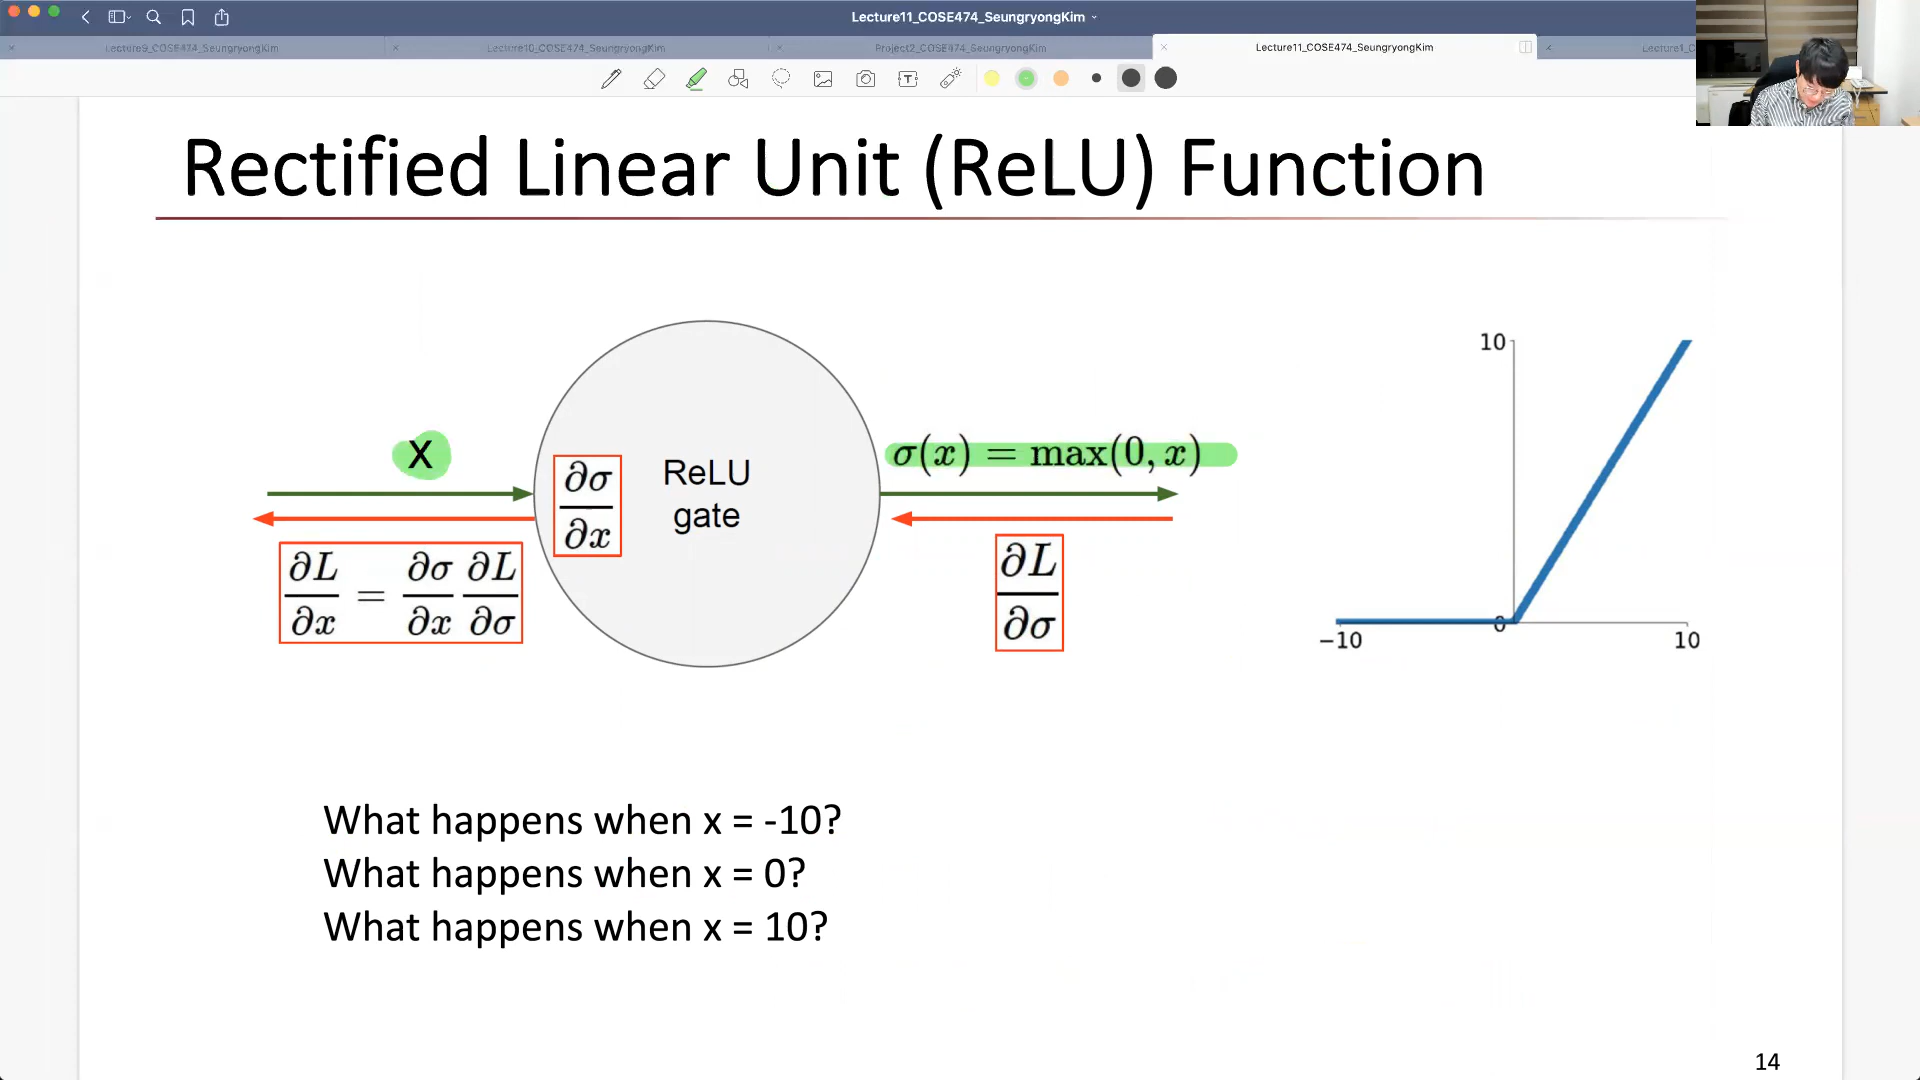 Lecture11_COSE474_SeungryongKim
Lecture9_COSE474_SeungryongKim
Lecture10_COSE474_SeungryongKim
Project2_COSE474_SeungryongKim
Lecture11_COSE474_SeungryongKim
Lecture1_C
T
Rectified Linear Unit (ReLU) Function
x
σ(x) = max(0, x)
∂σ/∂x
ReLU
gate
∂L/∂x = ∂σ/∂x ∂L/∂σ
∂L/∂σ
10
0
-10
10
What happens when x = -10?
What happens when x = 0?
What happens when x = 10?
14